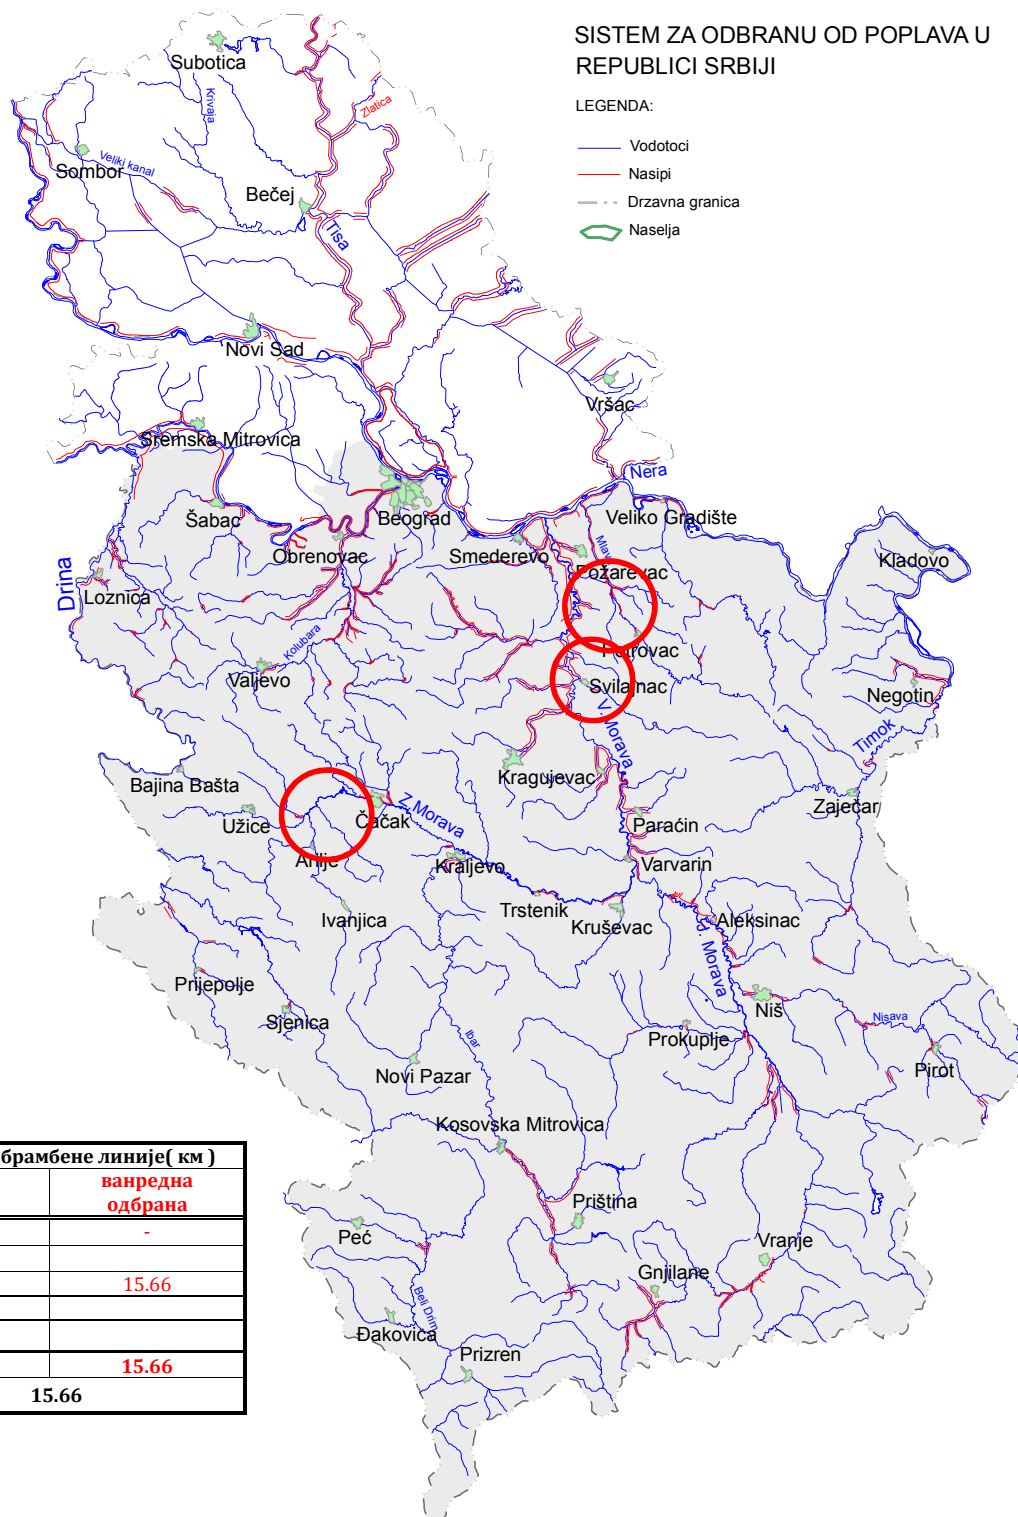 SISTEM ZA ODBRANU OD POPLAVA U
REPUBLICI SRBIJI
LEGENDA:
Vodotoci
Nasipi
Drzavna granica
Naselja
Subotica
Krivaja
Zlatica
Sombor
Veliki kanal
Bečej
Tisa
Novi Sad
Vršac
Sremska Mitrovica
Nera
Šabac
Beograd
Veliko Gradište
Obrenovac
Smederevo
Kladovo
Drina
Loznica
Požarevac
Kolubara
Valjevo
Petrovac
Svilajnac
Negotin
V. Morava
Timok
Bajina Bašta
Kragujevac
Užice
Čačak
Z.Morava
Paraćin
Zaječar
Arilje
Kraljevo
Varvarin
Ivanjica
Trstenik
Kruševac
Aleksinac
J. Morava
Prijepolje
Sjenica
Niš
Nisava
Ibar
Prokuplje
Novi Pazar
Pirot
Kosovska Mitrovica
Priština
Peć
Vranje
Gnjilane
Beli Drim
Đakovica
Prizren
брамбене линије( км )
ванредна
одбрана
-
15.66
15.66
15.66